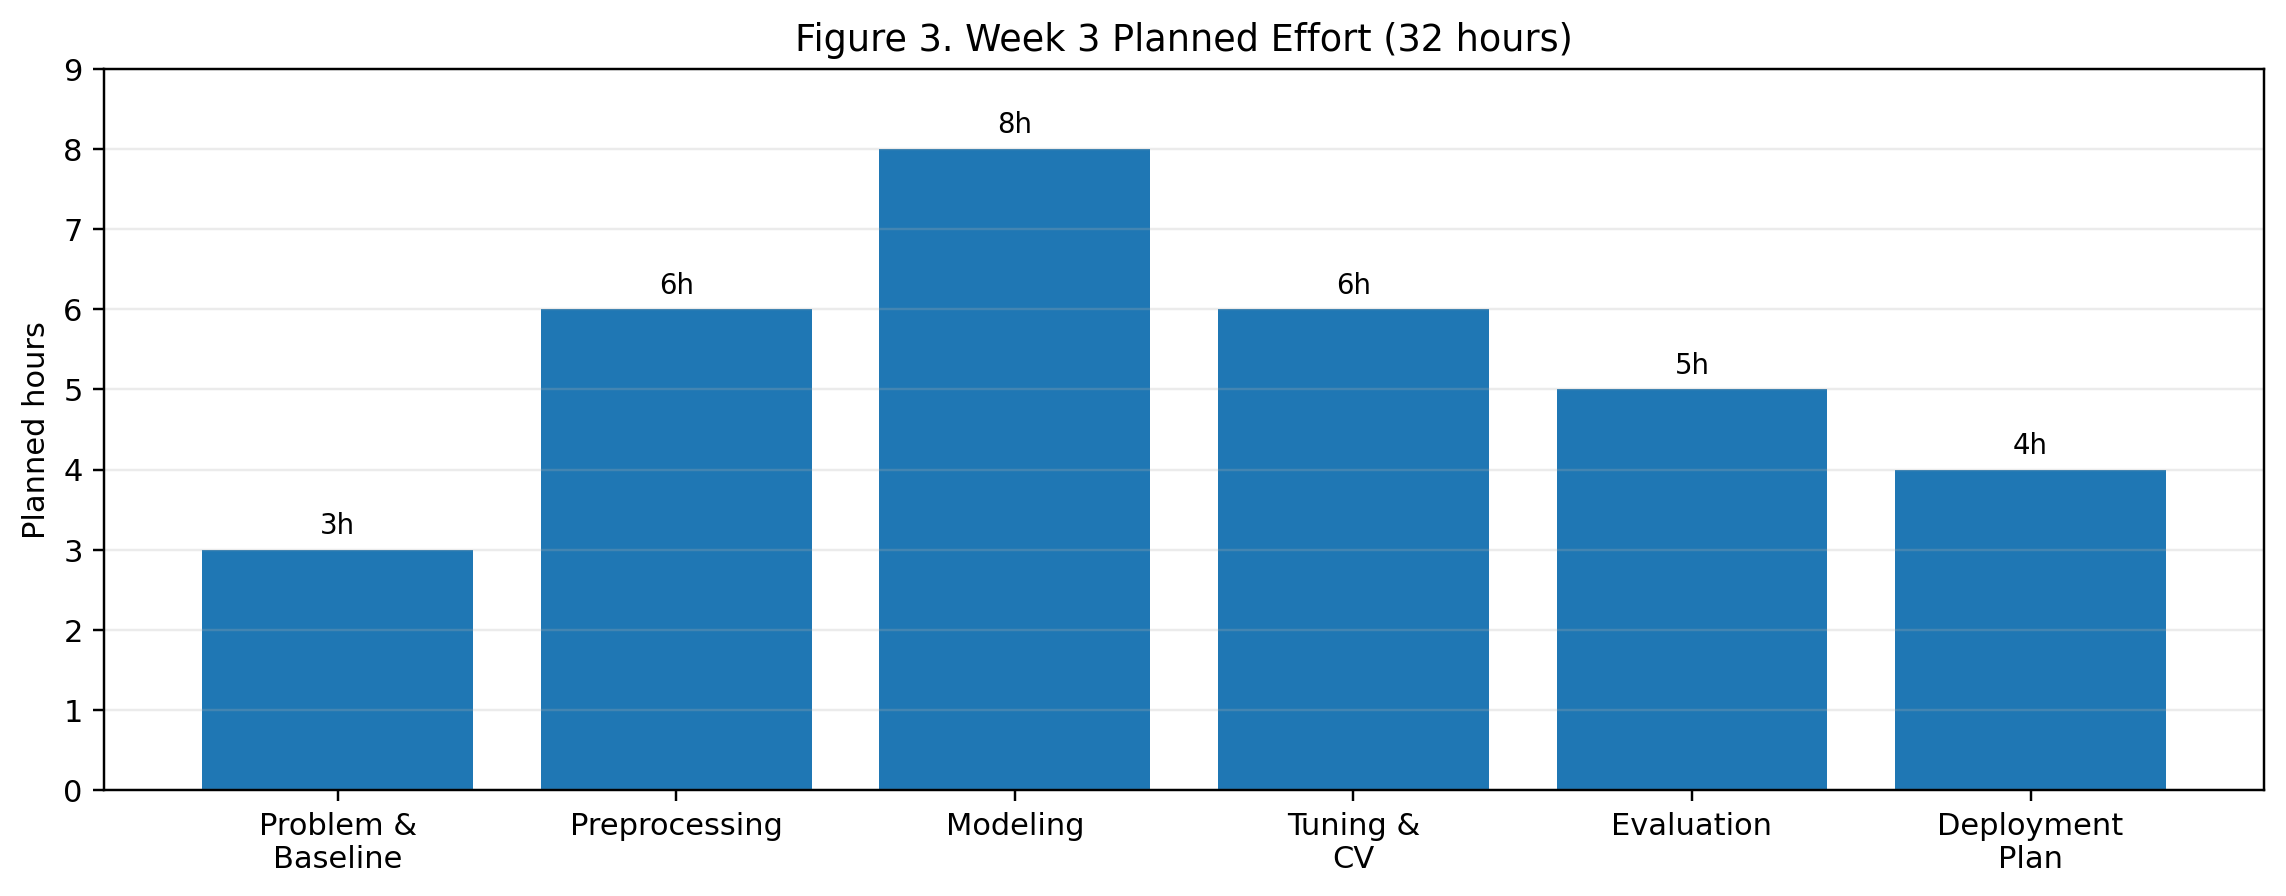 Figure 3. Week 3 Planned Effort (32 hours)
Planned hours
9
8
7
6
5
4
3
2
1
0
3h
6h
8h
6h
5h
4h
Problem &
Baseline
Preprocessing
Modeling
Tuning &
CV
Evaluation
Deployment
Plan